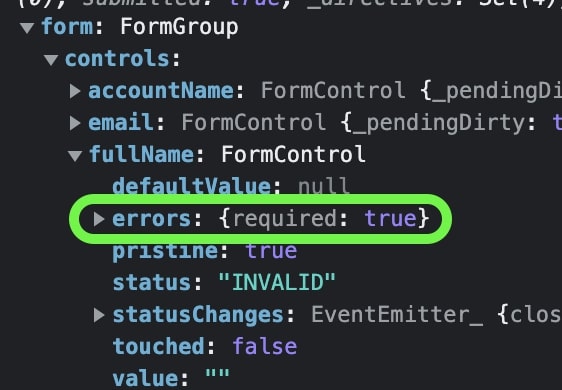 (0), submitted: true, _directives: Set(4)
▼ form: FormGroup
▼ controls:
▶ accountName: FormControl {_pendingDi
▶ email: FormControl {_pendingDirty: t
▼ fullName: FormControl
defaultValue: null
▶ errors: {required: true}
pristine: true
status: "INVALID"
▶ statusChanges: EventEmitter_ {clos
touched: false
value: ""